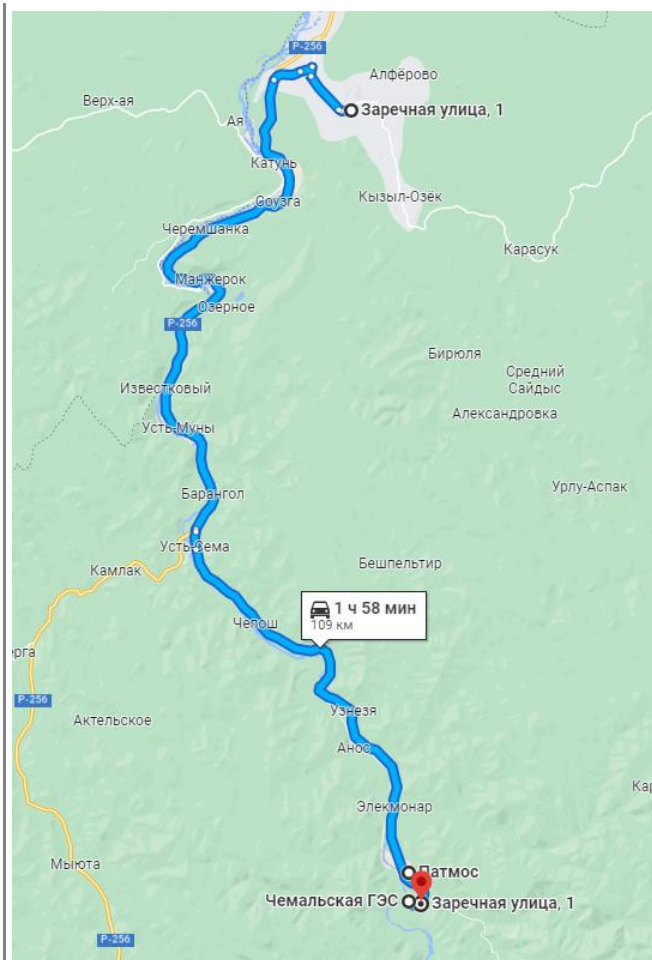 Р-256
Алфёрово
Верх-ая
Заречная улица, 1
Ая
Катунь
Кызыл-Озёк
Соузга
Черемшанка
Карасук
Манжерок
Озерное
Р-256
Бирюля
Средний
Сайдыс
Известковый
Александровка
Усть-Муны
Урлу-Аспак
Барангол
Усть-Сема
Бешпельтир
Камлак
1 ч 58 мин
109 км
Чепош
ерга
Р-256
Узнезя
Актельское
Анос
Кар
Элекмонар
Мыюта
Патмос
Чемальская ГЭС
Заречная улица, 1
Р-256